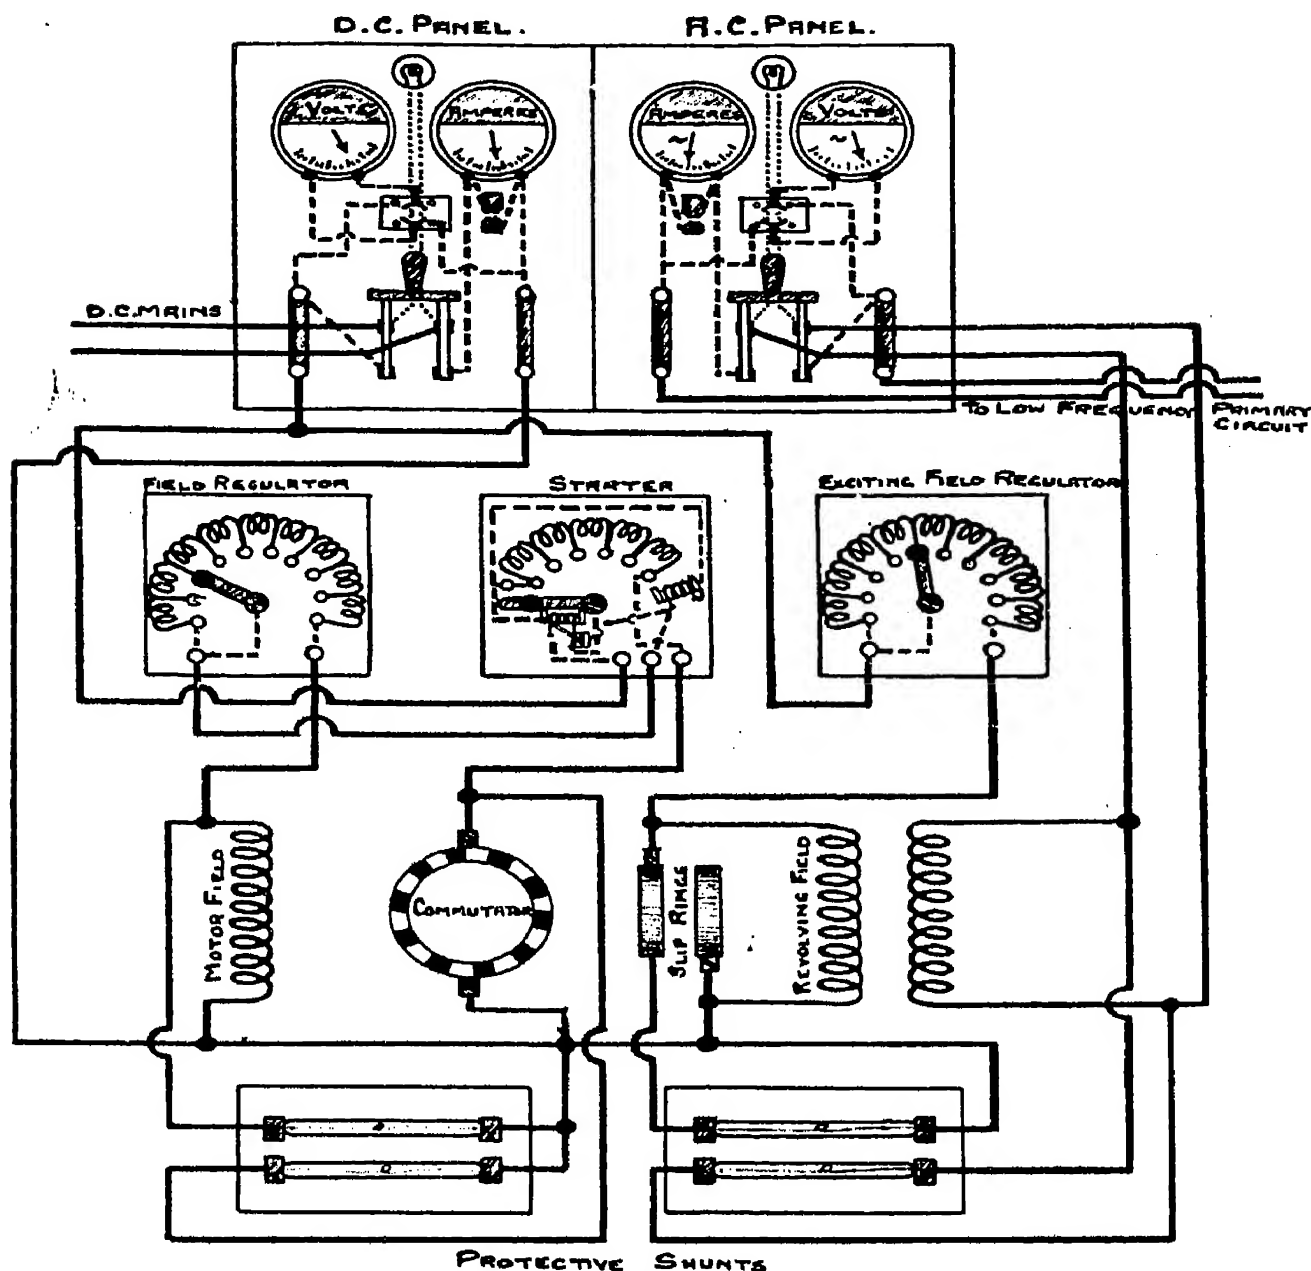 D.C. PANEL.
A.C. PANEL.
VOLTS
AMPERES
AMPERES
VOLTS
~
~
D.C. MAINS
TO LOW FREQUENCY PRIMARY
CIRCUIT
FIELD REGULATOR
STARTER
EXCITING FIELD REGULATOR
MOTOR FIELD
COMMUTATOR
SLIP RINGS
REVOLVING FIELD
PROTECTIVE SHUNTS